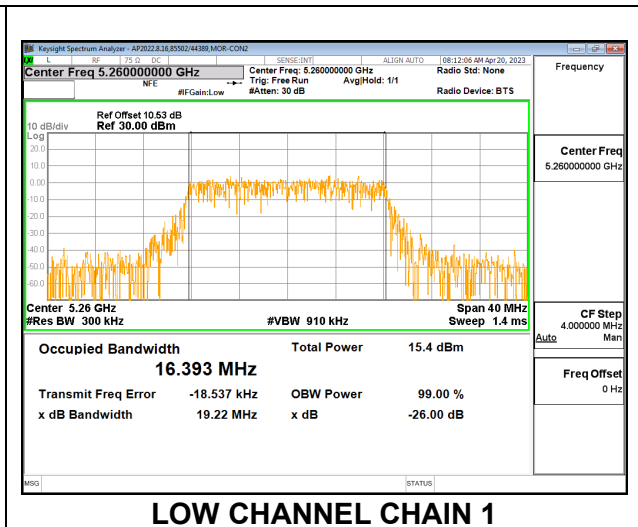 Keysight Spectrum Analyzer - AP2022.8.16,85502/44389,MOR-CON2
LXI L RF 75 Ω DC SENSE:INT ALIGN AUTO 08:12:06 AM Apr 20, 2023
Center Freq 5.260000000 GHz Center Freq: 5.260000000 GHz Radio Std: None Frequency
NFE Trig: Free Run Avg|Hold: 1/1
#IFGain:Low #Atten: 30 dB Radio Device: BTS
Ref Offset 10.53 dB
10 dB/div Ref 30.00 dBm
Log
20.0
10.0
0.00
-10.0
-20.0
-30.0
-40.0
-50.0
-60.0
Center Freq
5.260000000 GHz
Center 5.26 GHz Span 40 MHz
#Res BW 300 kHz #VBW 910 kHz Sweep 1.4 ms
CF Step
4.000000 MHz
Auto Man
Occupied Bandwidth Total Power 15.4 dBm
16.393 MHz
Transmit Freq Error -18.537 kHz OBW Power 99.00 %
x dB Bandwidth 19.22 MHz x dB -26.00 dB
Freq Offset
0 Hz
MSG STATUS
LOW CHANNEL CHAIN 1